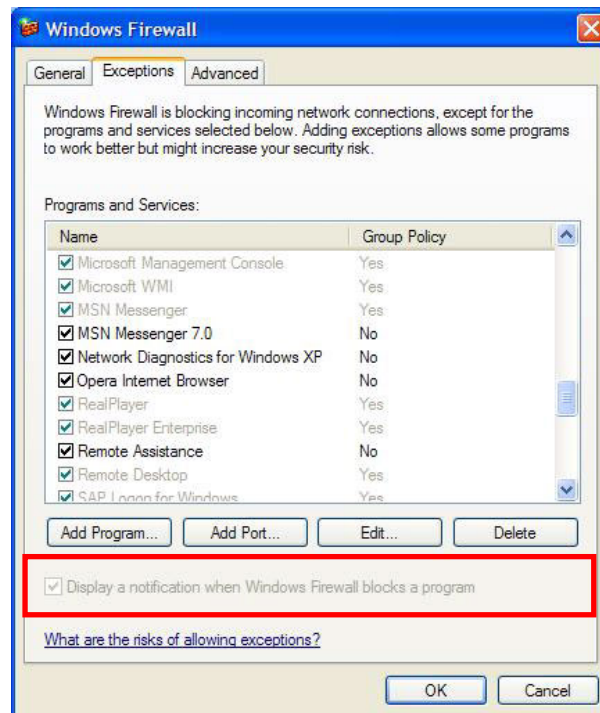 Windows Firewall
General Exceptions Advanced
Windows Firewall is blocking incoming network connections, except for the
programs and services selected below. Adding exceptions allows some programs
to work better but might increase your security risk.
Programs and Services:
Name Group Policy
Microsoft Management Console Yes
Microsoft WMI Yes
MSN Messenger Yes
MSN Messenger 7.0 No
Network Diagnostics for Windows XP No
Opera Internet Browser No
RealPlayer Yes
RealPlayer Enterprise Yes
Remote Assistance No
Remote Desktop Yes
SAP Logon for Windows Yes
Add Program... Add Port... Edit... Delete
Display a notification when Windows Firewall blocks a program
What are the risks of allowing exceptions?
OK Cancel